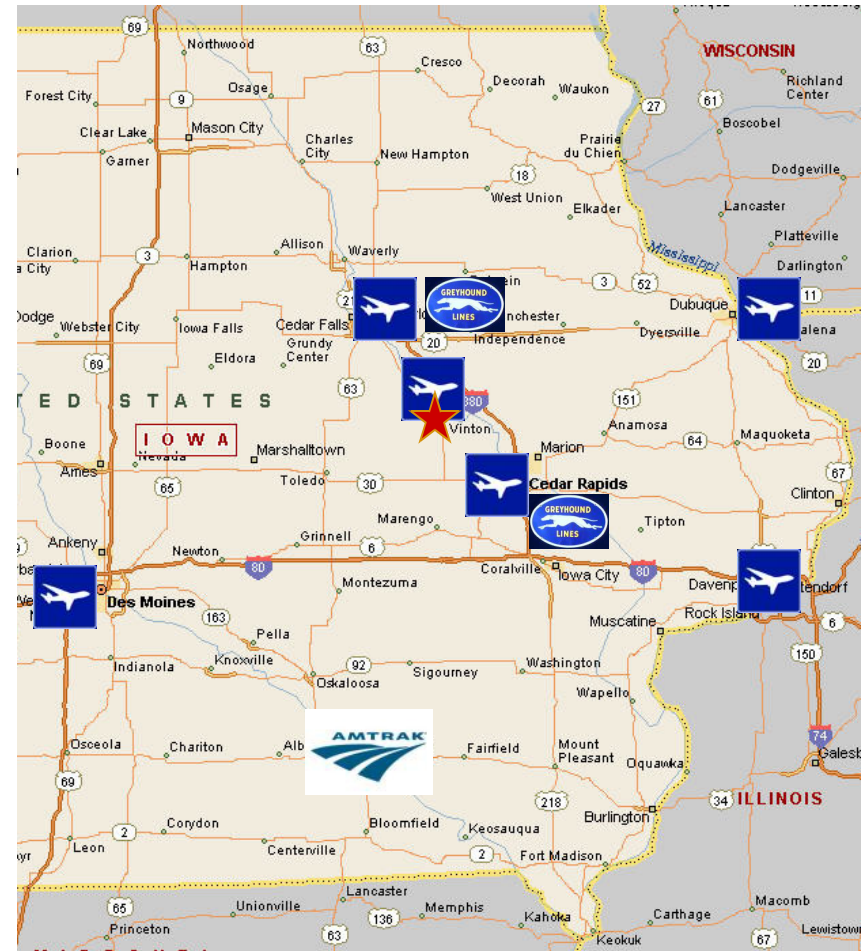 69
Northwood
63
Cresco
WISCONSIN
Osage
Decorah
Waukon
Richland
Center
Forest City
9
27
61
Clear Lake
Mason City
Boscobel
Charles
City
Prairie
du Chien
Garner
New Hampton
18
Dodgeville
West Union
Elkader
Lancaster
Allison
Waverly
Platteville
Clarion
3
Mississippi
Hampton
3
52
Darlington
GREYHOUND
LINES
Dubuque
11
Webster City
Iowa Falls
Cedar Falls
Independence
Dyersville
20
Grundy
Center
Eldora
69
63
20
STATES
380
151
IOWA
Vinton
Anamosa
64
Maquoketa
Boone
Marshalltown
Marion
Ames
Nevada
67
65
Toledo
30
Cedar Rapids
Clinton
GREYHOUND
LINES
Marengo
Tipton
Ankeny
Grinnell
6
Newton
80
Coralville
Iowa City
80
Montezuma
Des Moines
Rock Island
163
Muscatine
6
Pella
150
Indianola
Knoxville
92
Sigourney
Washington
Oskaloosa
Wapello
AMTRAK
74
Osceola
Chariton
Fairfield
Mount
Pleasant
Oquawka
69
218
34
ILLINOIS
Burlington
Corydon
Bloomfield
Keosauqua
2
Leon
Centerville
2
Fort Madison
Lancaster
65
Unionville
136
Memphis
Macomb
Princeton
63
Kahoka
Carthage
Keokuk
67